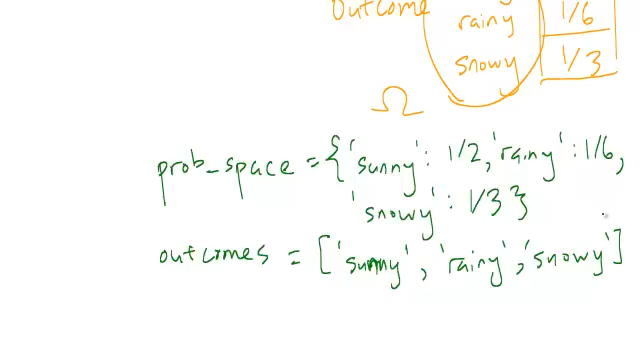 Outcome
rainy 1/6
snowy 1/3
Ω
prob_space = {'sunny': 1/2, 'rainy': 1/6,
'snowy': 1/3}
outcomes = ['sunny', 'rainy', 'snowy']